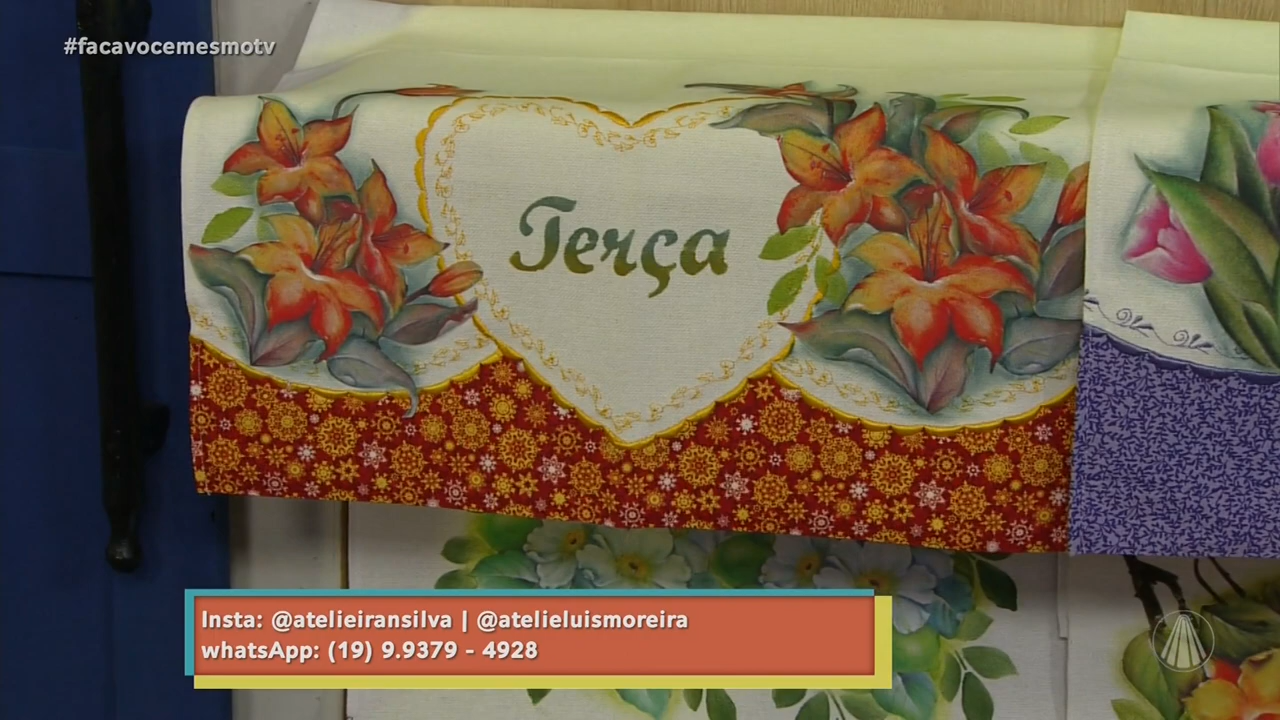 #facavocemesmotv
Terça
Insta: @atelieiransilva | @atelieluismoreira
whatsApp: (19) 9.9379 - 4928